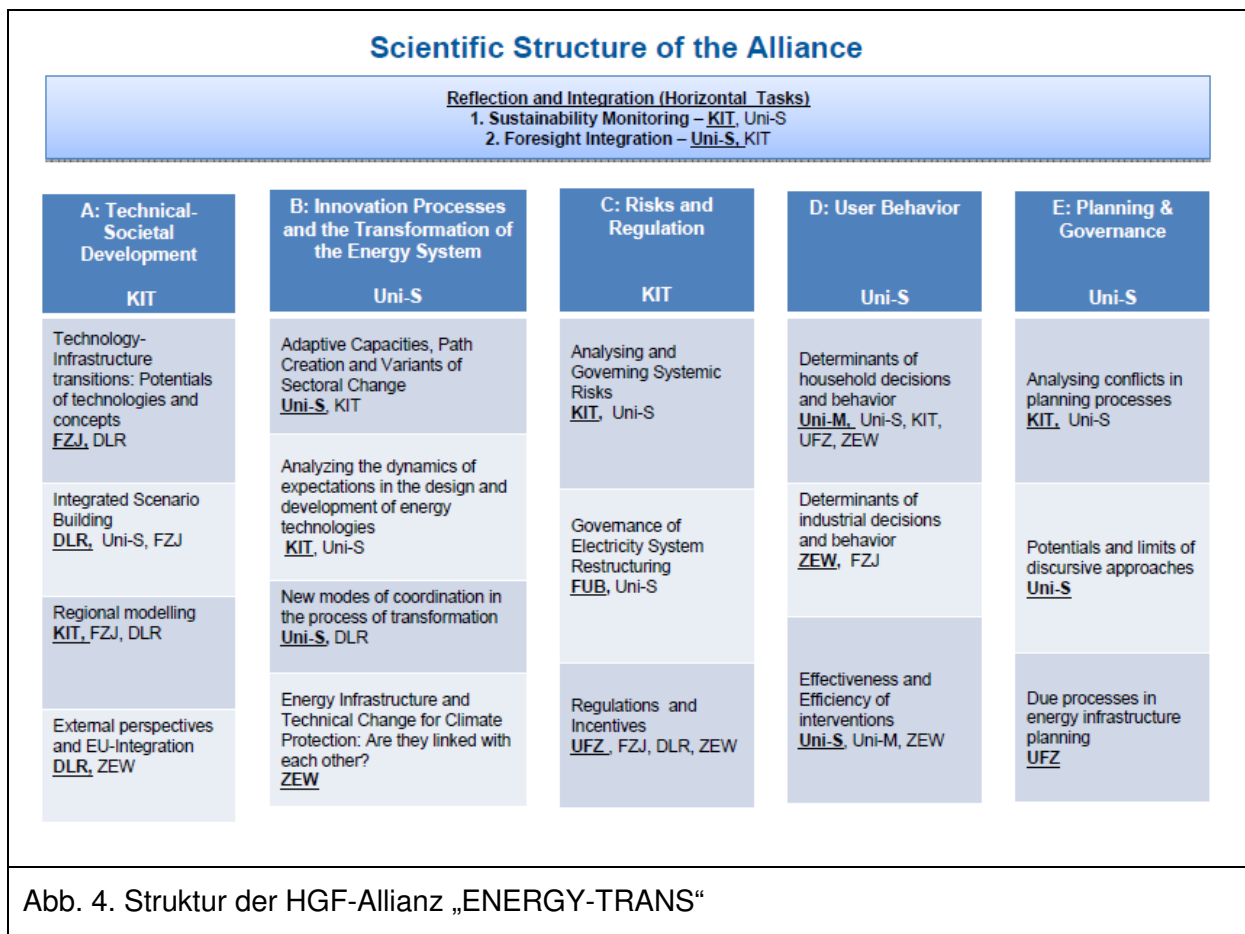 Scientific Structure of the Alliance
Reflection and Integration (Horizontal Tasks)
1. Sustainability Monitoring – KIT, Uni-S
2. Foresight Integration – Uni-S, KIT
A: Technical-
Societal
Development
KIT
Technology-
Infrastructure
transitions: Potentials
of technologies and
concepts
FZJ, DLR
Integrated Scenario
Building
DLR, Uni-S, FZJ
Regional modelling
KIT, FZJ, DLR
External perspectives
and EU-Integration
DLR, ZEW
B: Innovation Processes
and the Transformation of
the Energy System
Uni-S
Adaptive Capacities, Path
Creation and Variants of
Sectoral Change
Uni-S, KIT
Analyzing the dynamics of
expectations in the design and
development of energy
technologies
KIT, Uni-S
New modes of coordination in
the process of transformation
Uni-S, DLR
Energy Infrastructure and
Technical Change for Climate
Protection: Are they linked with
each other?
ZEW
C: Risks and
Regulation
KIT
Analysing and
Governing Systemic
Risks
KIT, Uni-S
Governance of
Electricity System
Restructuring
FUB, Uni-S
Regulations and
Incentives
UFZ , FZJ, DLR, ZEW
D: User Behavior
Uni-S
Determinants of
household decisions
and behavior
Uni-M, Uni-S, KIT,
UFZ, ZEW
Determinants of
industrial decisions
and behavior
ZEW, FZJ
Effectiveness and
Efficiency of
interventions
Uni-S, Uni-M, ZEW
E: Planning &
Governance
Uni-S
Analysing conflicts in
planning processes
KIT, Uni-S
Potentials and limits of
discursive approaches
Uni-S
Due processes in
energy infrastructure
planning
UFZ
Abb. 4. Struktur der HGF-Allianz „ENERGY-TRANS“